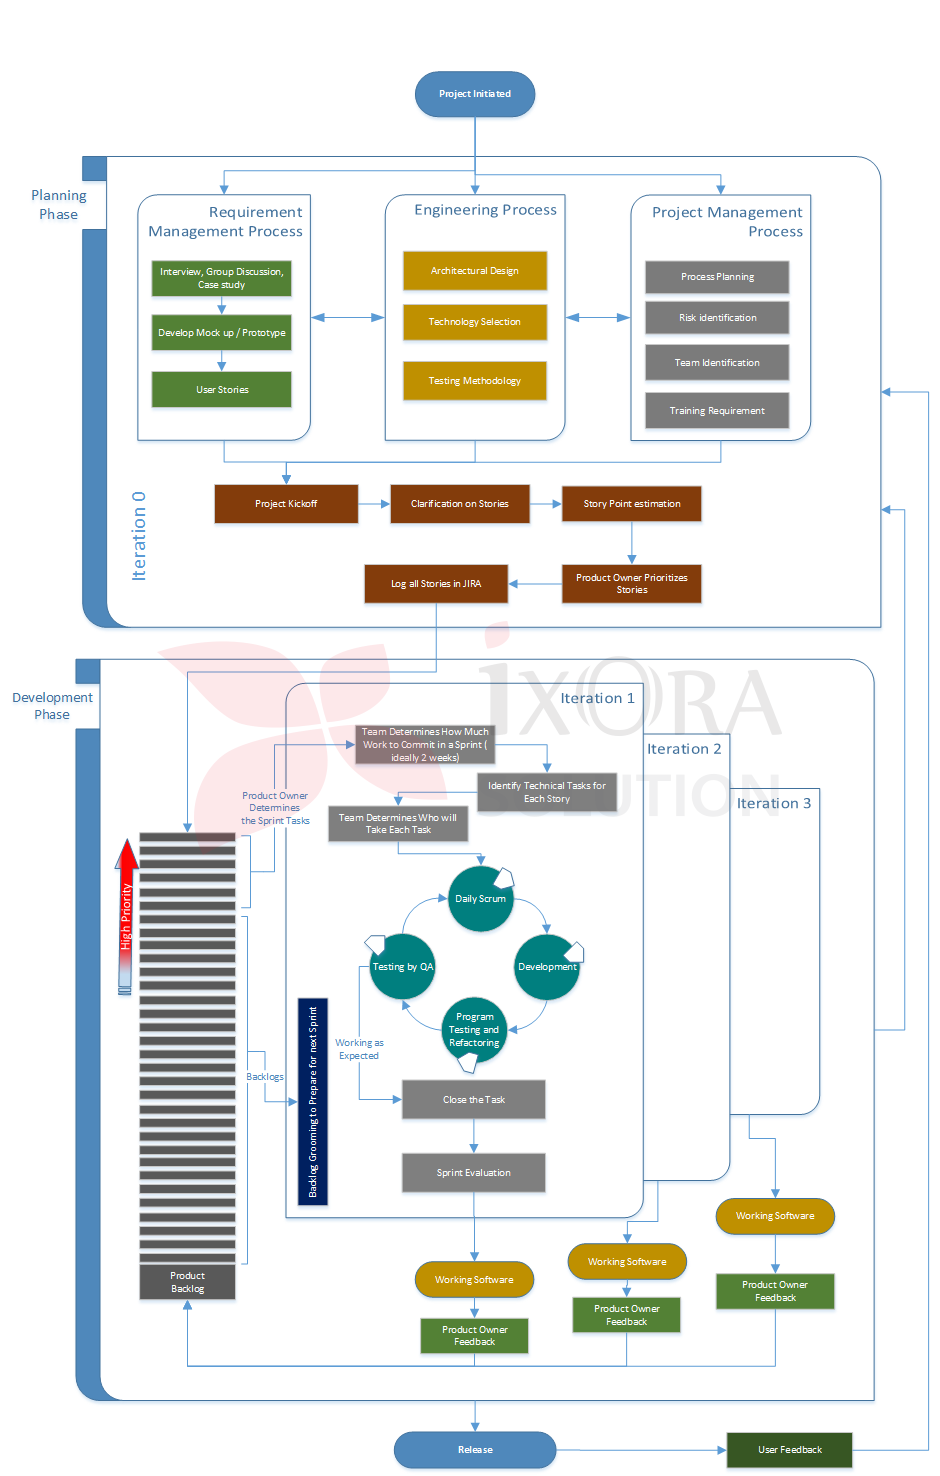 Project Initiated
Planning
Phase
Requirement
Management Process
Interview, Group Discussion,
Case study
Develop Mock up / Prototype
User Stories
Engineering Process
Architectural Design
Technology Selection
Testing Methodology
Project Management
Process
Process Planning
Risk identification
Team Identification
Training Requirement
Iteration 0
Project Kickoff
Clarification on Stories
Story Point estimation
Log all Stories in JIRA
Product Owner Prioritizes
Stories
ixora
SOLUTION
Development
Phase
Iteration 1
Iteration 2
Iteration 3
Team Determines How Much
Work to Commit in a Sprint (
ideally 2 weeks)
Identify Technical Tasks for
Each Story
Product Owner
Determines
the Sprint Tasks
Team Determines Who will
Take Each Task
High Priority
Daily Scrum
Testing by QA
Development
Program
Testing and
Refactoring
Working as
Expected
Backlogs
Backlog Grooming to Prepare for next Sprint
Close the Task
Sprint Evaluation
Product
Backlog
Working Software
Product Owner
Feedback
Working Software
Product Owner
Feedback
Working Software
Product Owner
Feedback
Release
User Feedback